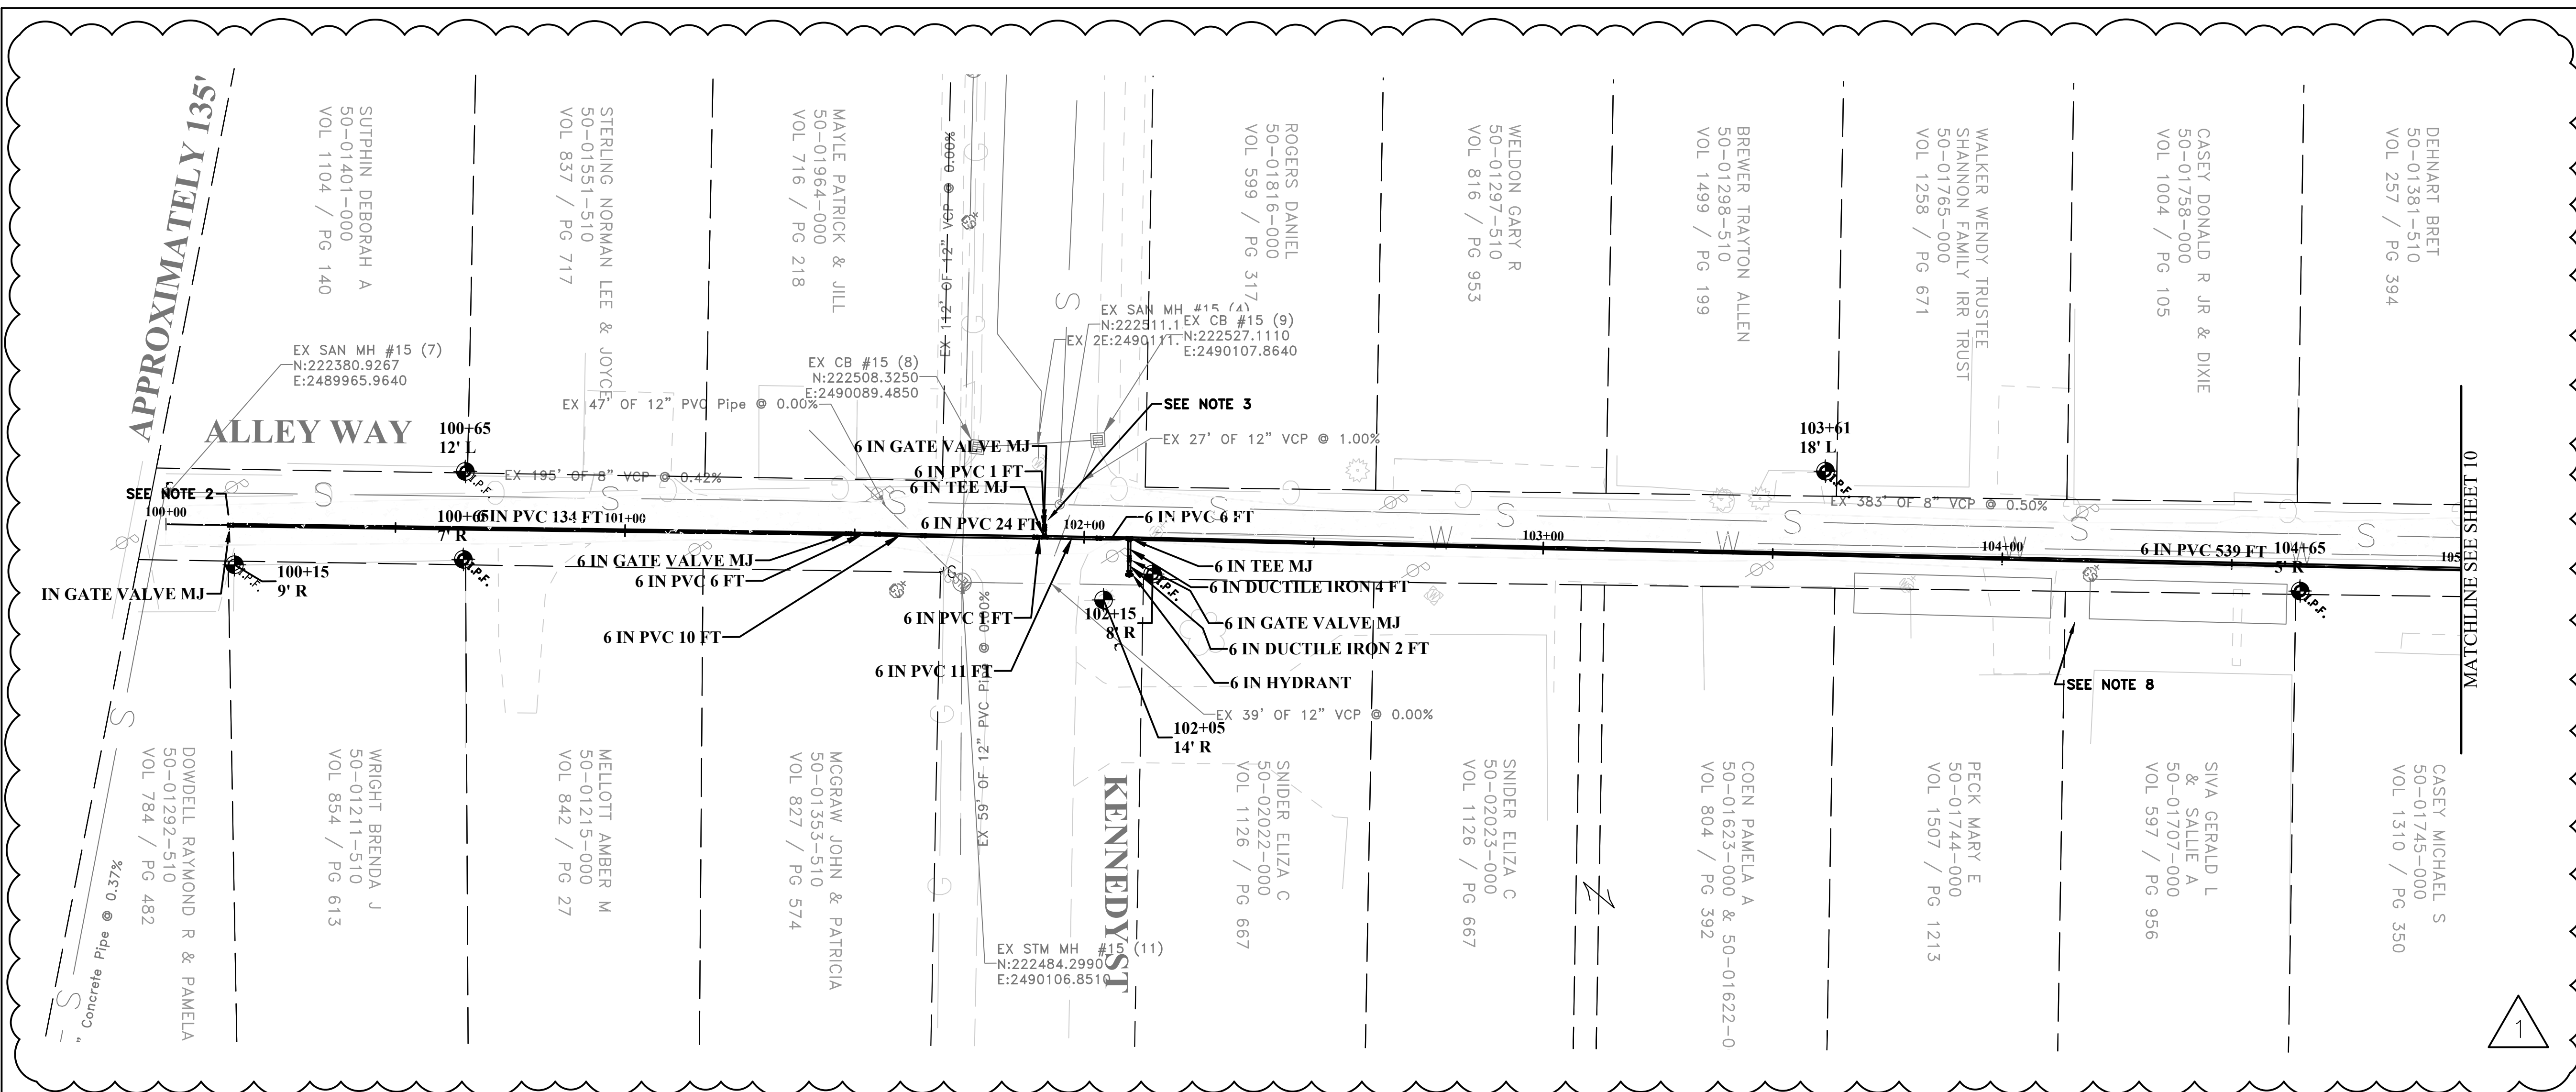 APPROXIMATELY 135'
SUTPHIN DEBORAH A
50-01401-000
VOL 1104 / PG 140
STERLING NORMAN LEE & JOYCE
50-01551-510
VOL 837 / PG 717
MAYLE PATRICK & JILL
50-01964-000
VOL 716 / PG 218
EX 112' OF 12" VCP @ 0.00%
ROGERS DANIEL
50-01816-000
VOL 599 / PG 317
WELDON GARY R
50-01297-510
VOL 816 / PG 953
BREWER TRAYTON ALLEN
50-01298-510
VOL 1499 / PG 199
WALKER WENDY TRUSTEE
SHANNON FAMILY IRR TRUST
50-01765-000
VOL 1258 / PG 671
CASEY DONALD R JR & DIXIE
50-01758-000
VOL 1004 / PG 105
DEHNART BRET
50-01381-510
VOL 257 / PG 394
EX SAN MH #15 (7)
N:222380.9267
E:2489965.9640
EX CB #15 (8)
N:222508.3250
E:2490089.4850
EX SAN MH #15 (4)
N:222511.1
EX 2E:2490111.
EX CB #15 (9)
N:222527.1110
E:2490107.8640
EX 47' OF 12" PVC Pipe @ 0.00%
SEE NOTE 3
ALLEY WAY
100+65
12' L
6 IN GATE VALVE MJ
EX 27' OF 12" VCP @ 1.00%
103+61
18' L
EX 195' OF 8" VCP @ 0.42%
6 IN PVC 1 FT
6 IN TEE MJ
SEE NOTE 2
EX 383' OF 8" VCP @ 0.50%
100+00
100+65
7' R
6 IN PVC 134 FT
101+00
6 IN PVC 24 FT
102+00
6 IN PVC 6 FT
103+00
104+00
6 IN PVC 539 FT
104+65
5' R
105
MATCHLINE SEE SHEET 10
I.P.F.
I.P.F.
I.P.F.
I.P.F.
I.P.F.
I.P.F.
IN GATE VALVE MJ
100+15
9' R
6 IN GATE VALVE MJ
6 IN PVC 6 FT
6 IN PVC 10 FT
6 IN PVC 1 FT
6 IN PVC 11 FT
102+15
8' R
6 IN TEE MJ
6 IN DUCTILE IRON 4 FT
6 IN GATE VALVE MJ
6 IN DUCTILE IRON 2 FT
6 IN HYDRANT
EX 39' OF 12" VCP @ 0.00%
102+05
14' R
SEE NOTE 8
EX 59' OF 12" PVC Pipe @ 0.00%
KENNEDY ST
EX STM MH #15 (11)
N:222484.2990
E:2490106.8510
" Concrete Pipe @ 0.37%
DOWDELL RAYMOND R & PAMELA
50-01292-510
VOL 784 / PG 482
WRIGHT BRENDA J
50-01211-510
VOL 854 / PG 613
MELLOTT AMBER M
50-01215-000
VOL 842 / PG 27
MCGRAW JOHN & PATRICIA
50-01353-510
VOL 827 / PG 574
SNIDER ELIZA C
50-02022-000
VOL 1126 / PG 667
SNIDER ELIZA C
50-02023-000
VOL 1126 / PG 667
COEN PAMELA A
50-01623-000 & 50-01622-0
VOL 804 / PG 392
PECK MARY E
50-01744-000
VOL 1507 / PG 1213
SIVA GERALD L
& SALLIE A
50-01707-000
VOL 597 / PG 956
CASEY MICHAEL S
50-01745-000
VOL 1310 / PG 350
1